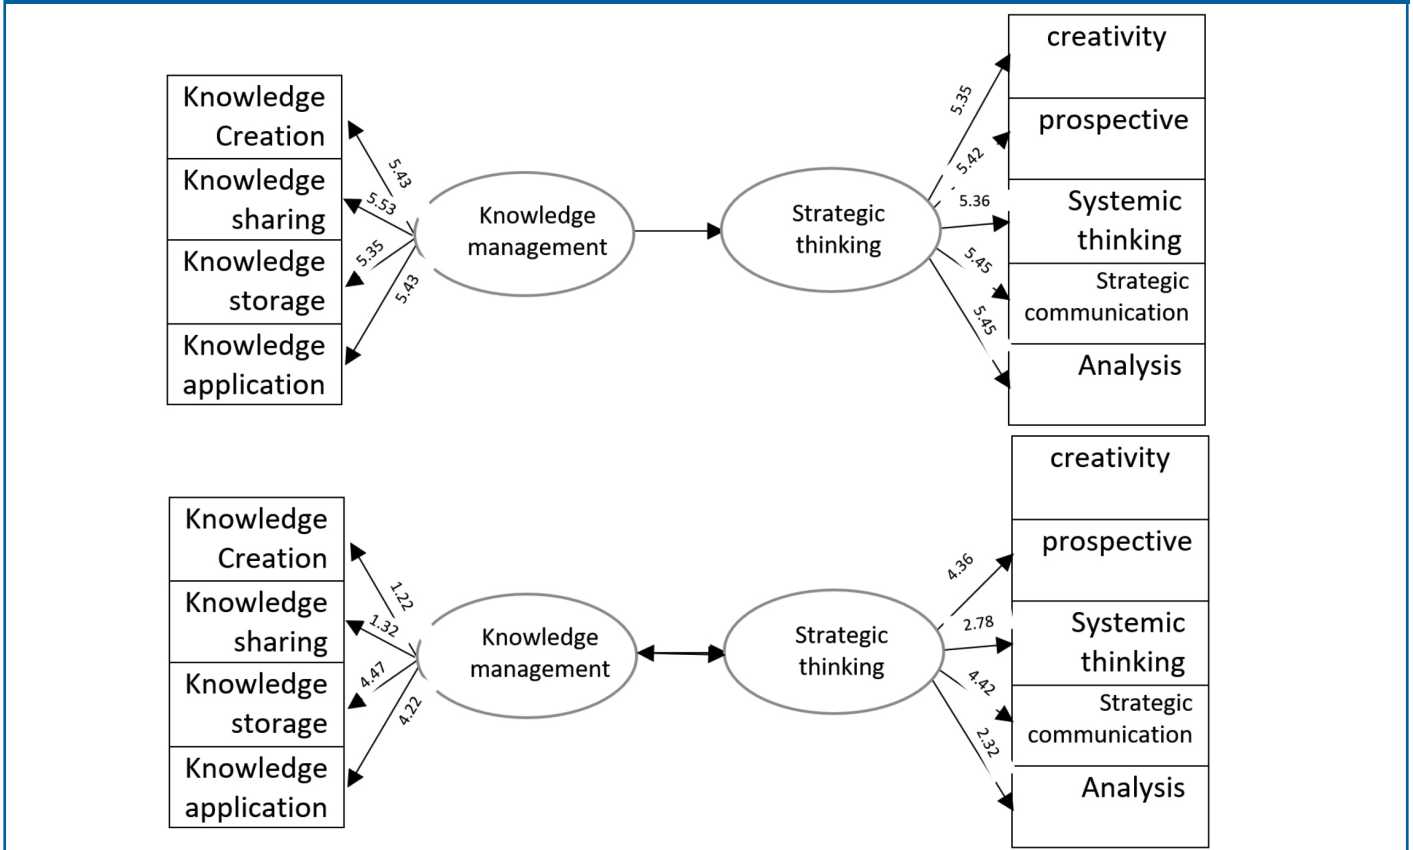 Knowledge
Creation
Knowledge
sharing
Knowledge
storage
Knowledge
application
5.43
5.53
5.35
5.43
Knowledge
management
Strategic
thinking
5.35
5.42
5.36
5.45
5.45
creativity
prospective
Systemic
thinking
Strategic
communication
Analysis
Knowledge
Creation
Knowledge
sharing
Knowledge
storage
Knowledge
application
1.22
1.32
4.47
4.22
Knowledge
management
Strategic
thinking
4.36
2.78
4.42
2.32
creativity
prospective
Systemic
thinking
Strategic
communication
Analysis